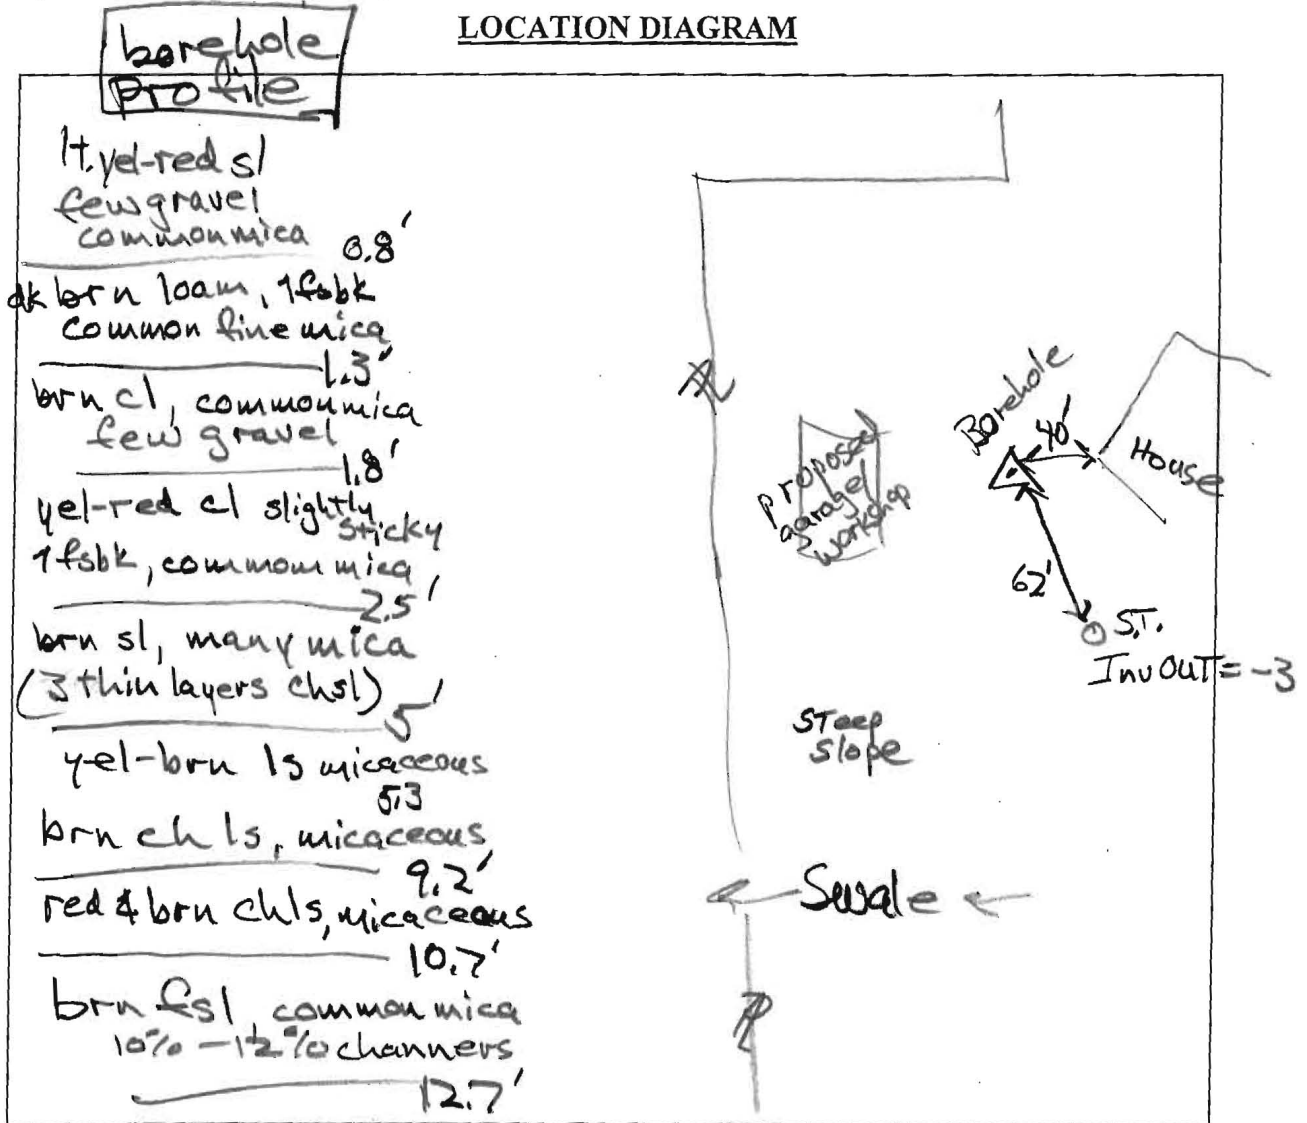 LOCATION DIAGRAM
borehole
profile
lt. yel-red sl
few gravel
common mica
0.8'
dk brn loam, 1fsbk
common fine mica
1.3'
brn cl, common mica
few gravel
1.8'
yel-red cl slightly
sticky
1fsbk, common mica
2.5'
brn sl, many mica
(3 thin layers chsl)
5'
yel-brn ls micaceous
5.3
brn ch ls, micaceous
9.2'
red & brn chls, micaceous
10.7'
brn fsl common mica
10% - 12% channers
12.7'
Borehole
40'
House
proposed
garage/
workshop
62'
S.T.
Inv OUT = -3
STeep
slope
Swale